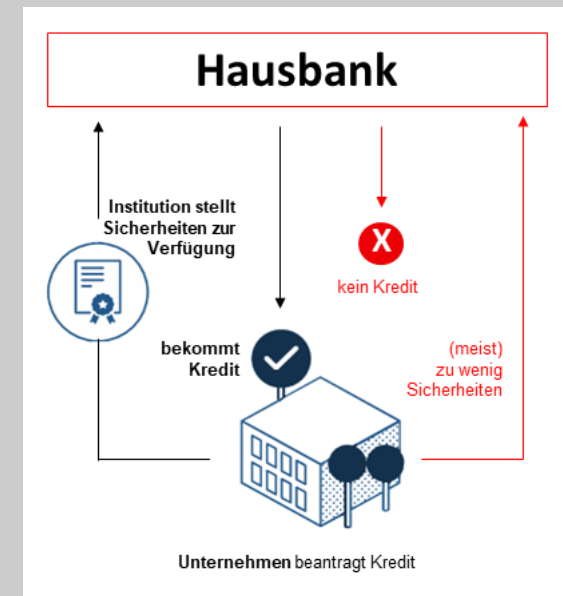 Hausbank
Institution stellt
Sicherheiten zur
Verfügung
X
kein Kredit
bekommt
Kredit
(meist)
zu wenig
Sicherheiten
Unternehmen beantragt Kredit